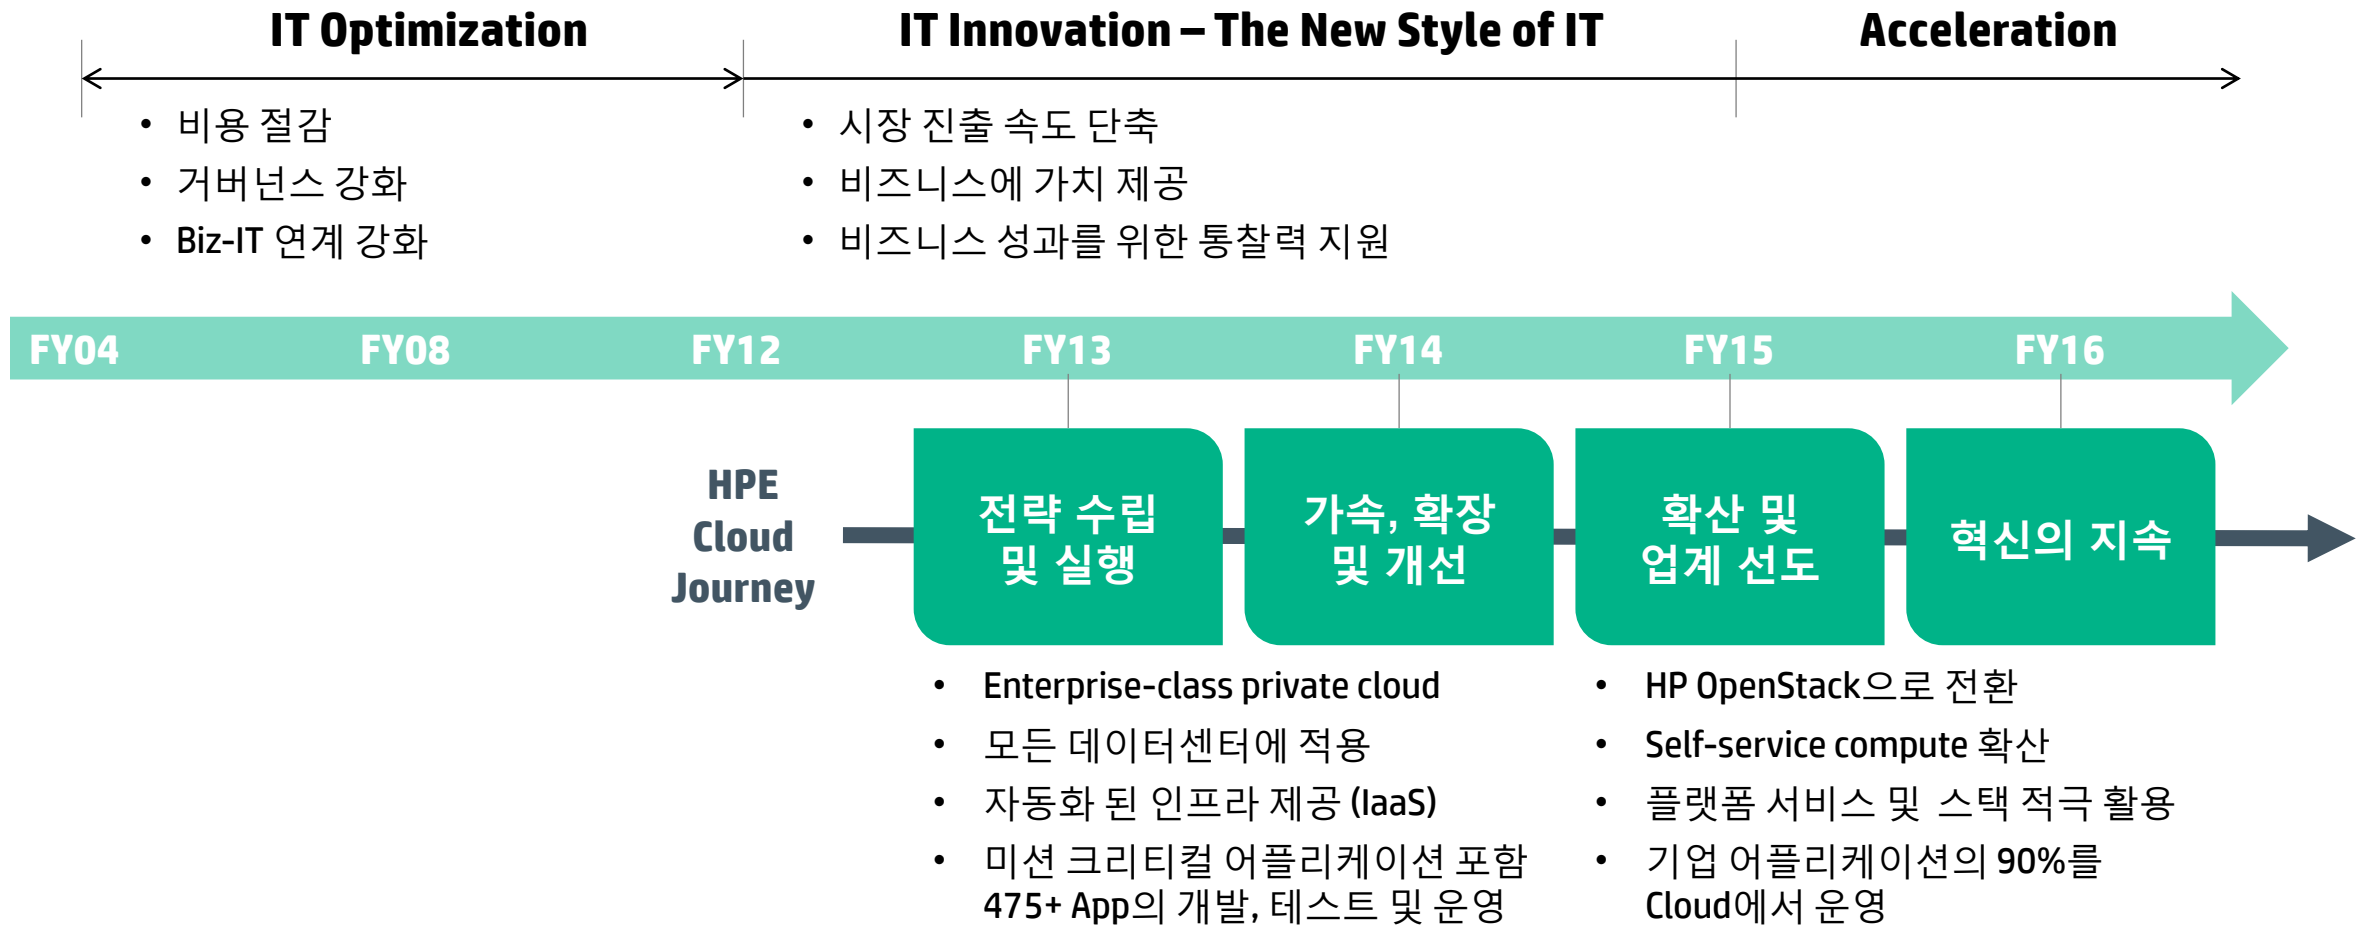 IT Optimization
IT Innovation – The New Style of IT
Acceleration
• 비용 절감
• 거버넌스 강화
• Biz-IT 연계 강화
• 시장 진출 속도 단축
• 비즈니스에 가치 제공
• 비즈니스 성과를 위한 통찰력 지원
FY04 FY08 FY12 FY13 FY14 FY15 FY16
HPE
Cloud
Journey
전략 수립
및 실행
가속, 확장
및 개선
확산 및
업계 선도
혁신의 지속
• Enterprise-class private cloud
• 모든 데이터센터에 적용
• 자동화 된 인프라 제공 (IaaS)
• 미션 크리티컬 어플리케이션 포함
475+ App의 개발, 테스트 및 운영
• HP OpenStack으로 전환
• Self-service compute 확산
• 플랫폼 서비스 및 스택 적극 활용
• 기업 어플리케이션의 90%를
Cloud에서 운영